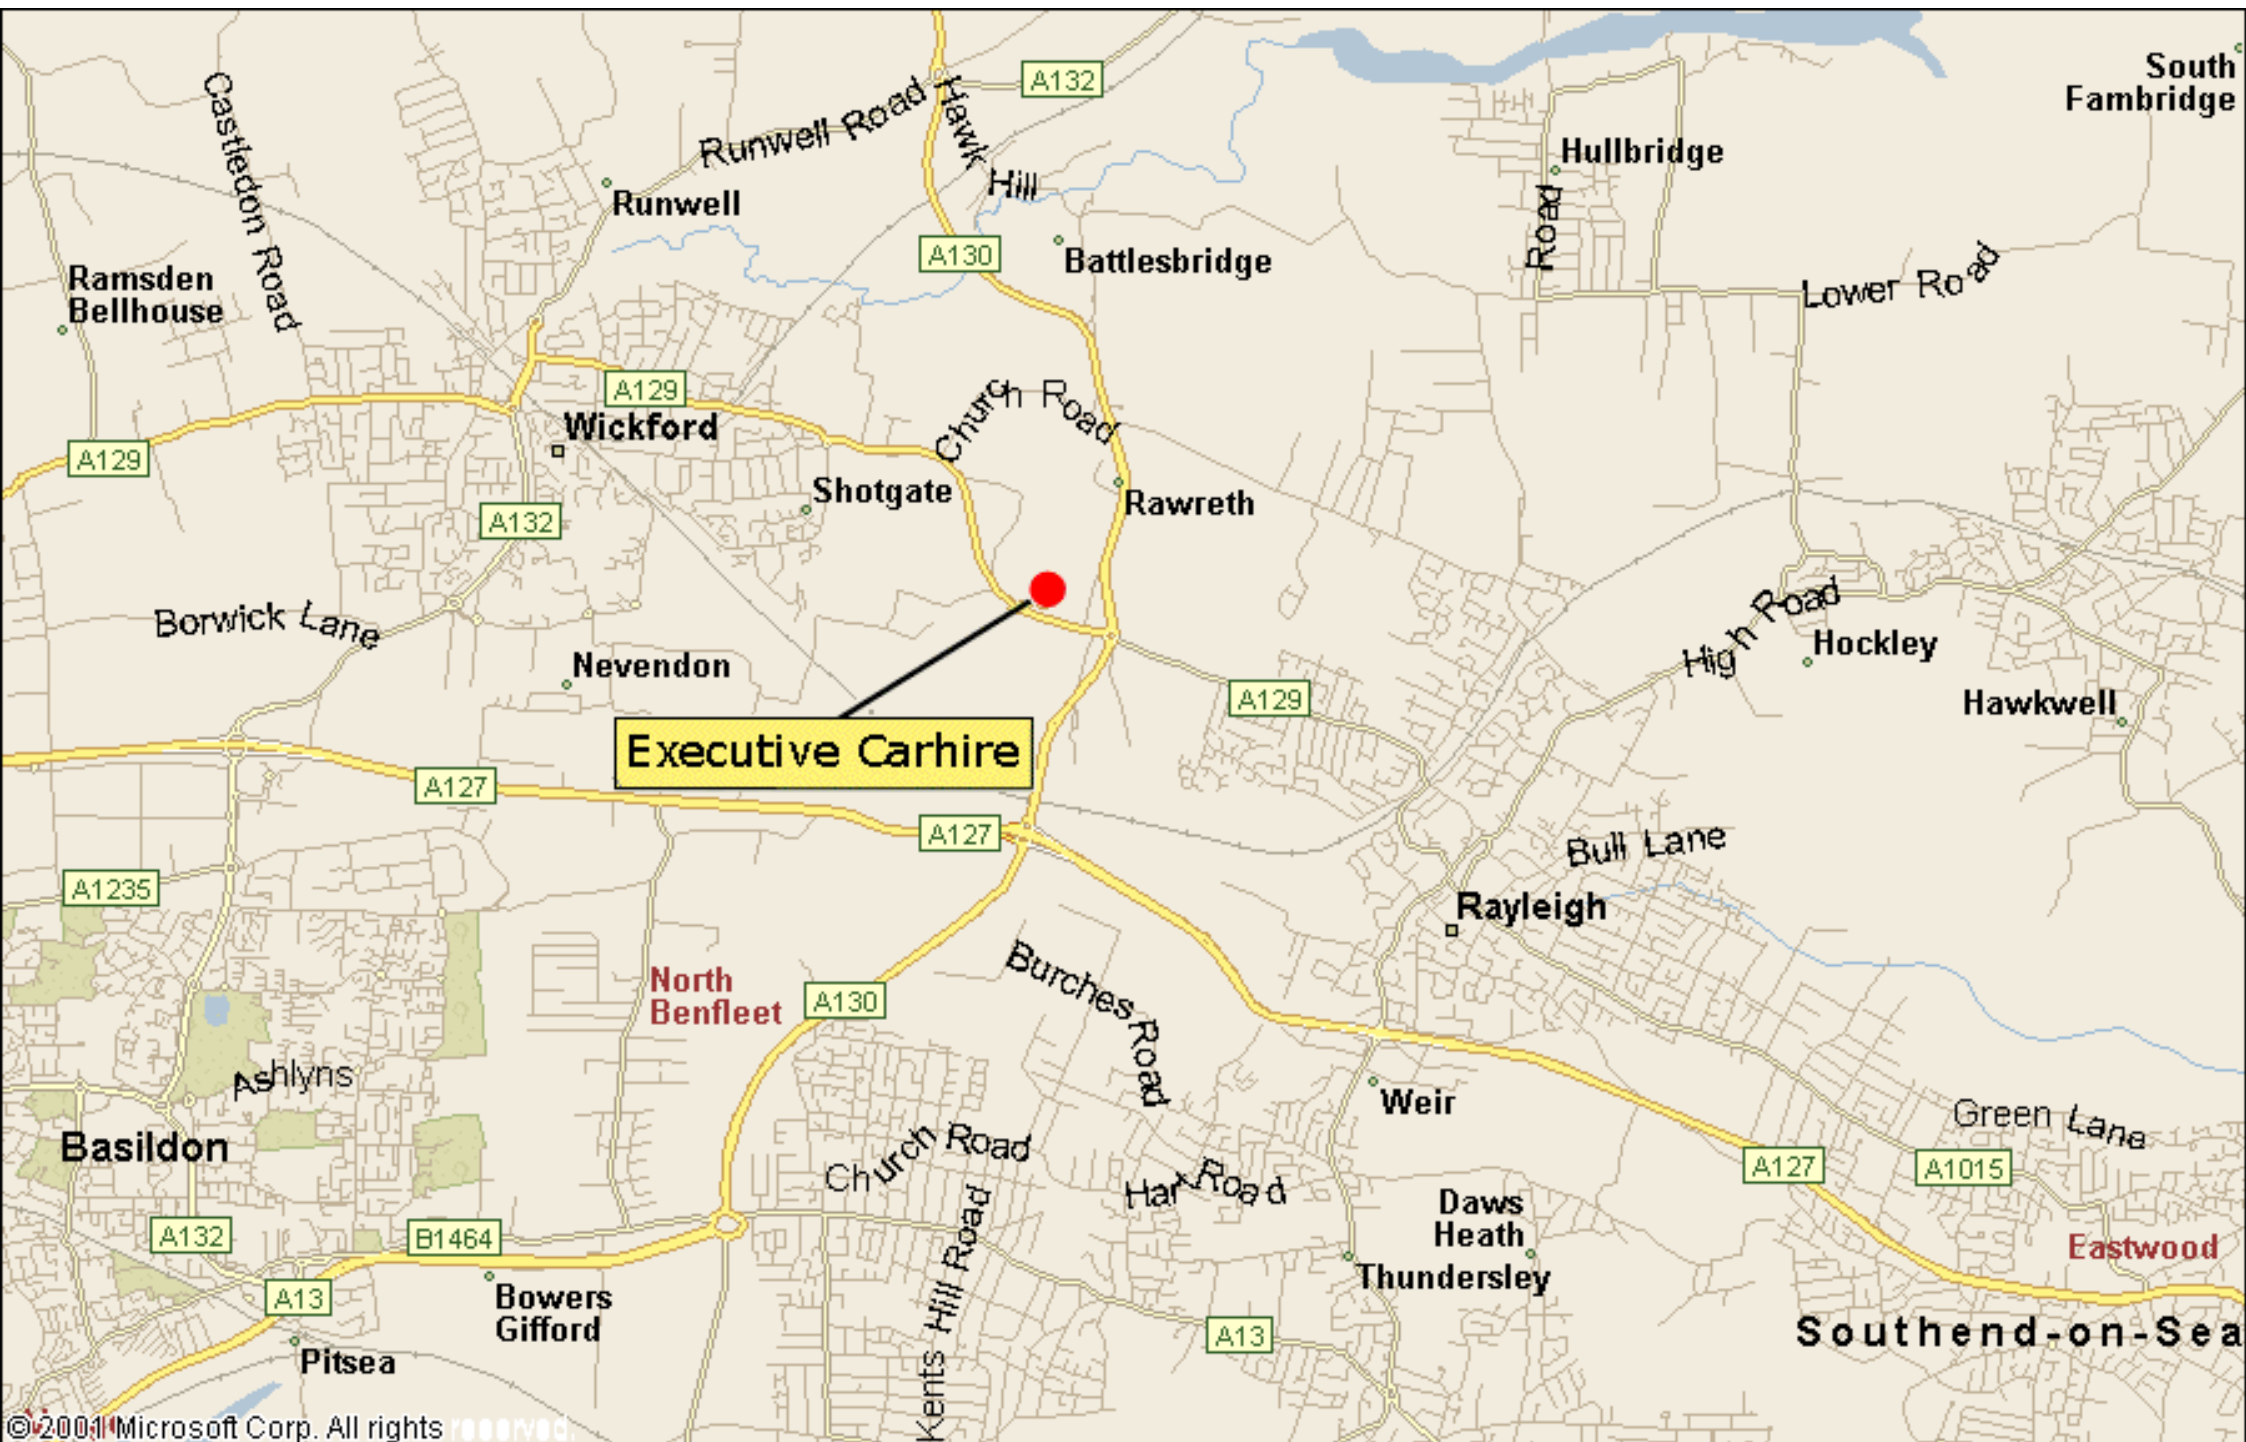 South
Fambridge
A132
Hawk
Hill
Runwell Road
Castledon Road
Hullbridge
Road
Runwell
A130
Battlesbridge
Ramsden
Bellhouse
Lower Road
A129
Wickford
Church Road
A129
Shotgate
Rawreth
A132
Borwick Lane
High Road
Hockley
Nevendon
A129
Hawkwell
Executive Carhire
A127
A127
Bull Lane
A1235
Rayleigh
North
Benfleet
A130
Burches Road
Ashlyns
Weir
Basildon
Green Lane
Church Road
Hart Road
A127
A1015
Daws
Heath
A132
B1464
Kents Hill Road
Eastwood
Thundersley
A13
Bowers
Gifford
A13
Southend-on-Sea
Pitsea
© 2001 Microsoft Corp. All rights reserved.